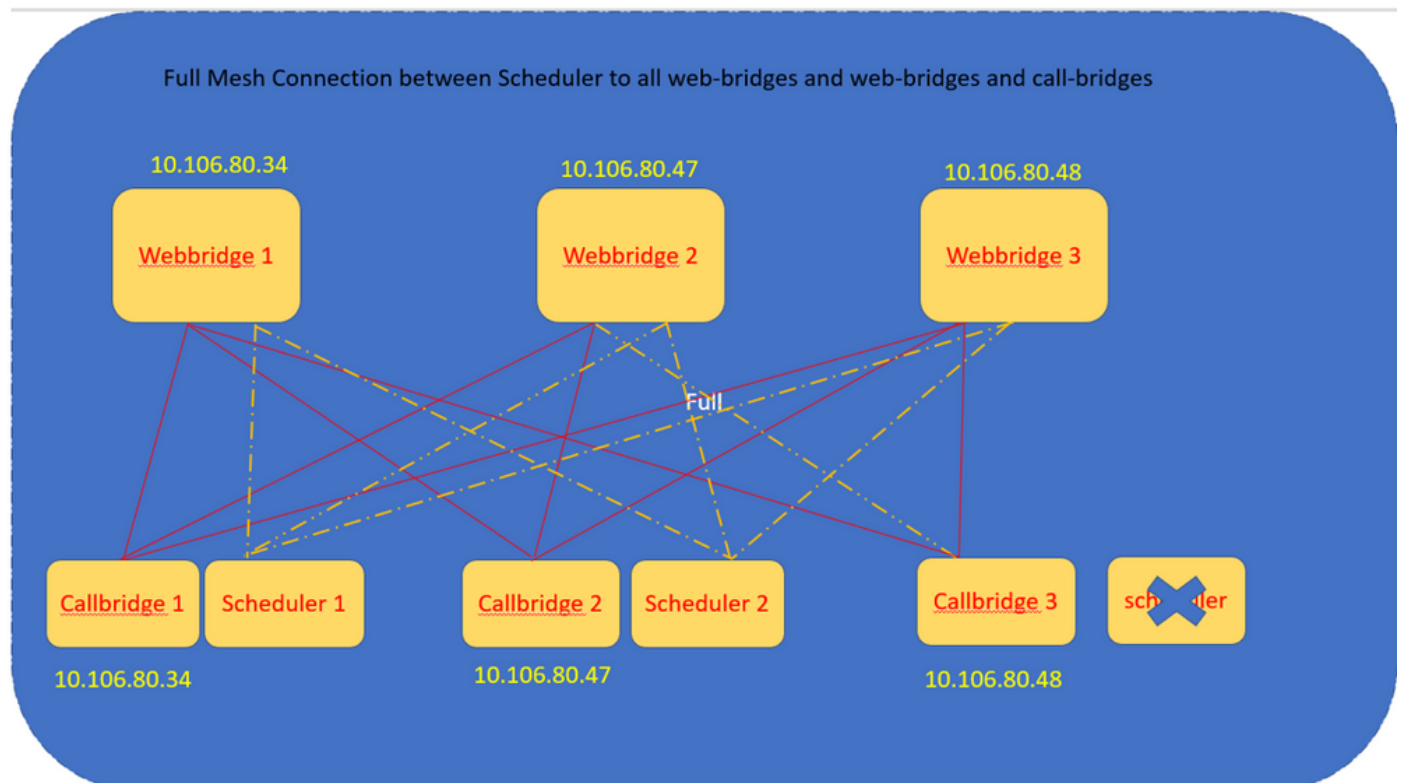 Full Mesh Connection between Scheduler to all web-bridges and web-bridges and call-bridges
10.106.80.34
10.106.80.47
10.106.80.48
Webbridge 1
Webbridge 2
Webbridge 3
Full
Callbridge 1
Scheduler 1
Callbridge 2
Scheduler 2
Callbridge 3
10.106.80.34
10.106.80.47
10.106.80.48